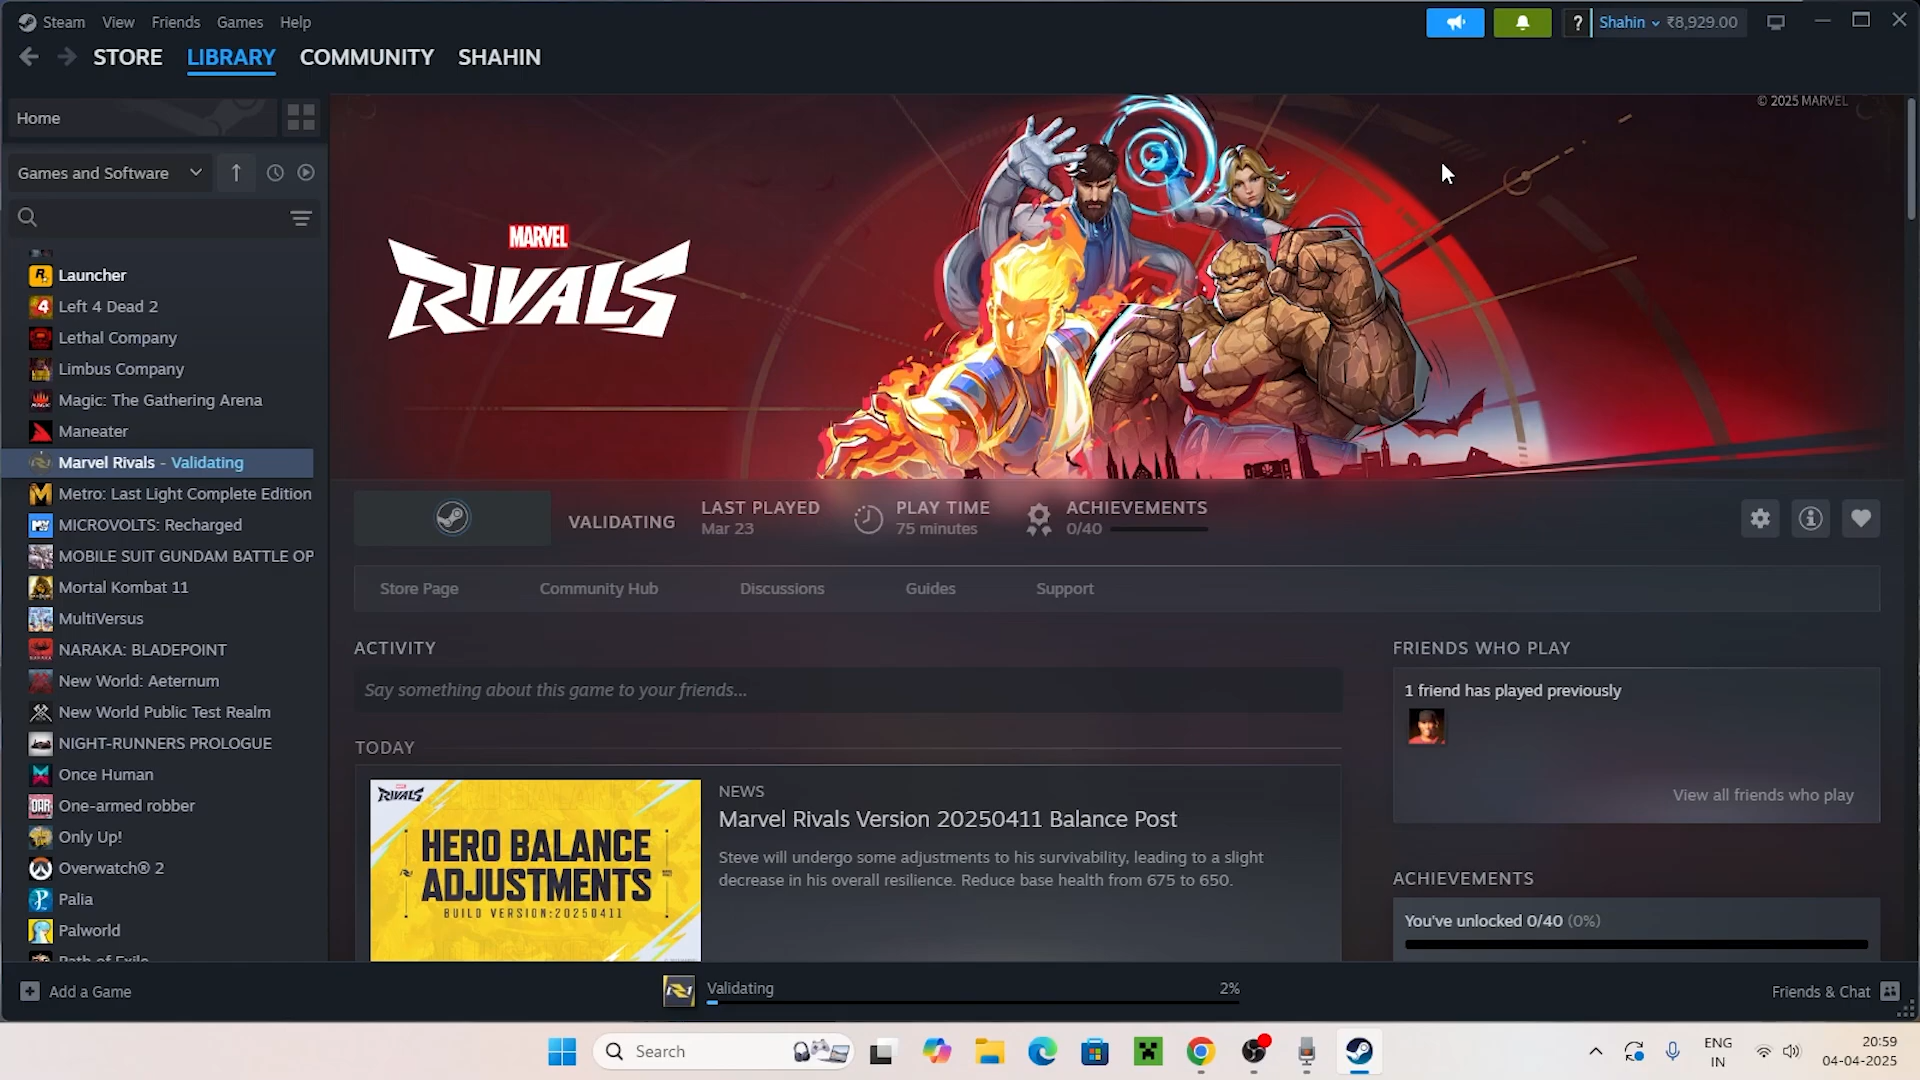 Steam View Friends Games Help
? Shahin ₹8,929.00
STORE LIBRARY COMMUNITY SHAHIN
Home
Games and Software
© 2025 MARVEL
MARVEL
RIVALS
Launcher
Left 4 Dead 2
Lethal Company
Limbus Company
Magic: The Gathering Arena
Maneater
Marvel Rivals - Validating
Metro: Last Light Complete Edition
MICROVOLTS: Recharged
MOBILE SUIT GUNDAM BATTLE OP
Mortal Kombat 11
MultiVersus
NARAKA: BLADEPOINT
New World: Aeternum
New World Public Test Realm
NIGHT-RUNNERS PROLOGUE
Once Human
One-armed robber
Only Up!
Overwatch® 2
Palia
Palworld
Path of Exile
VALIDATING
LAST PLAYED
Mar 23
PLAY TIME
75 minutes
ACHIEVEMENTS
0/40
Store Page Community Hub Discussions Guides Support
ACTIVITY
Say something about this game to your friends...
TODAY
RIVALS
HERO BALANCE
ADJUSTMENTS
BUILD VERSION:20250411
NEWS
Marvel Rivals Version 20250411 Balance Post
Steve will undergo some adjustments to his survivability, leading to a slight
decrease in his overall resilience. Reduce base health from 675 to 650.
FRIENDS WHO PLAY
1 friend has played previously
View all friends who play
ACHIEVEMENTS
You've unlocked 0/40 (0%)
Add a Game
Validating 2%
Friends & Chat
Search
ENG
IN
20:59
04-04-2025